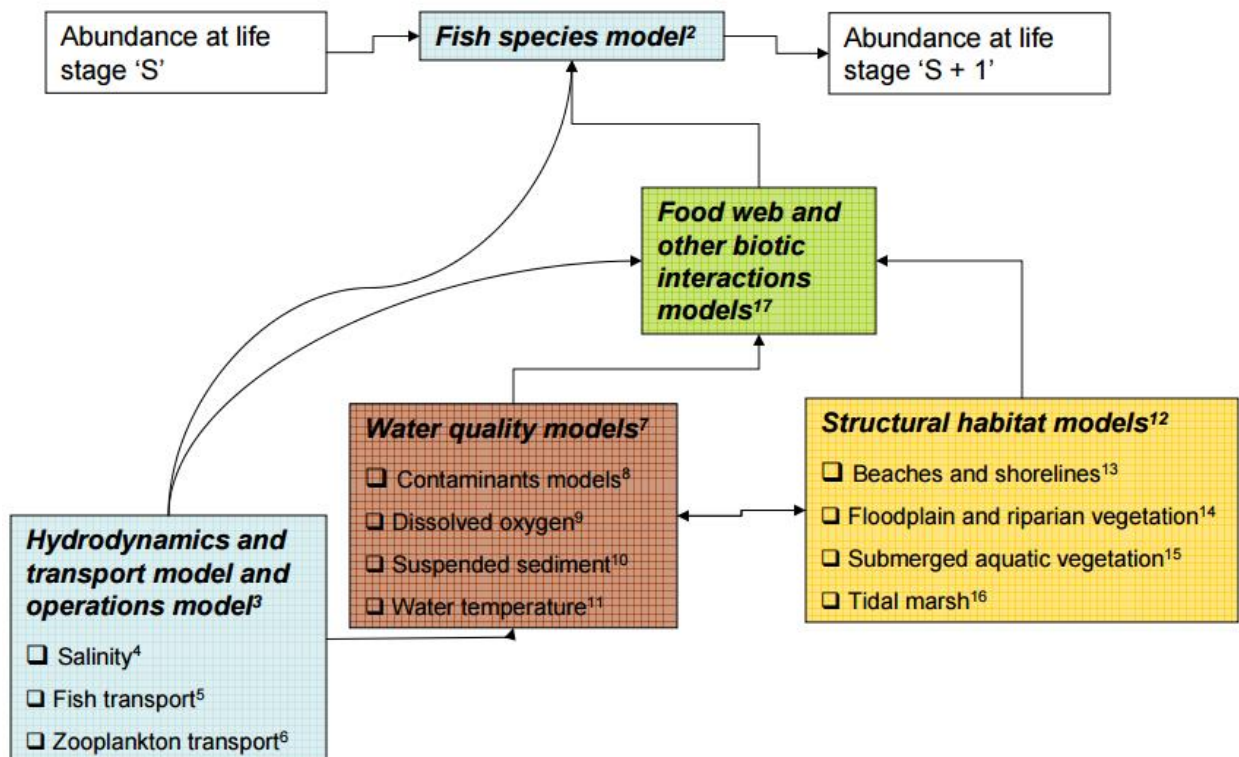 Abundance at life
stage ‘S’
Fish species model²
Abundance at life
stage ‘S + 1’
Food web and
other biotic
interactions
models¹⁷
Water quality models⁷
❑ Contaminants models⁸
❑ Dissolved oxygen⁹
❑ Suspended sediment¹⁰
❑ Water temperature¹¹
Structural habitat models¹²
❑ Beaches and shorelines¹³
❑ Floodplain and riparian vegetation¹⁴
❑ Submerged aquatic vegetation¹⁵
❑ Tidal marsh¹⁶
Hydrodynamics and
transport model and
operations model³
❑ Salinity⁴
❑ Fish transport⁵
❑ Zooplankton transport⁶